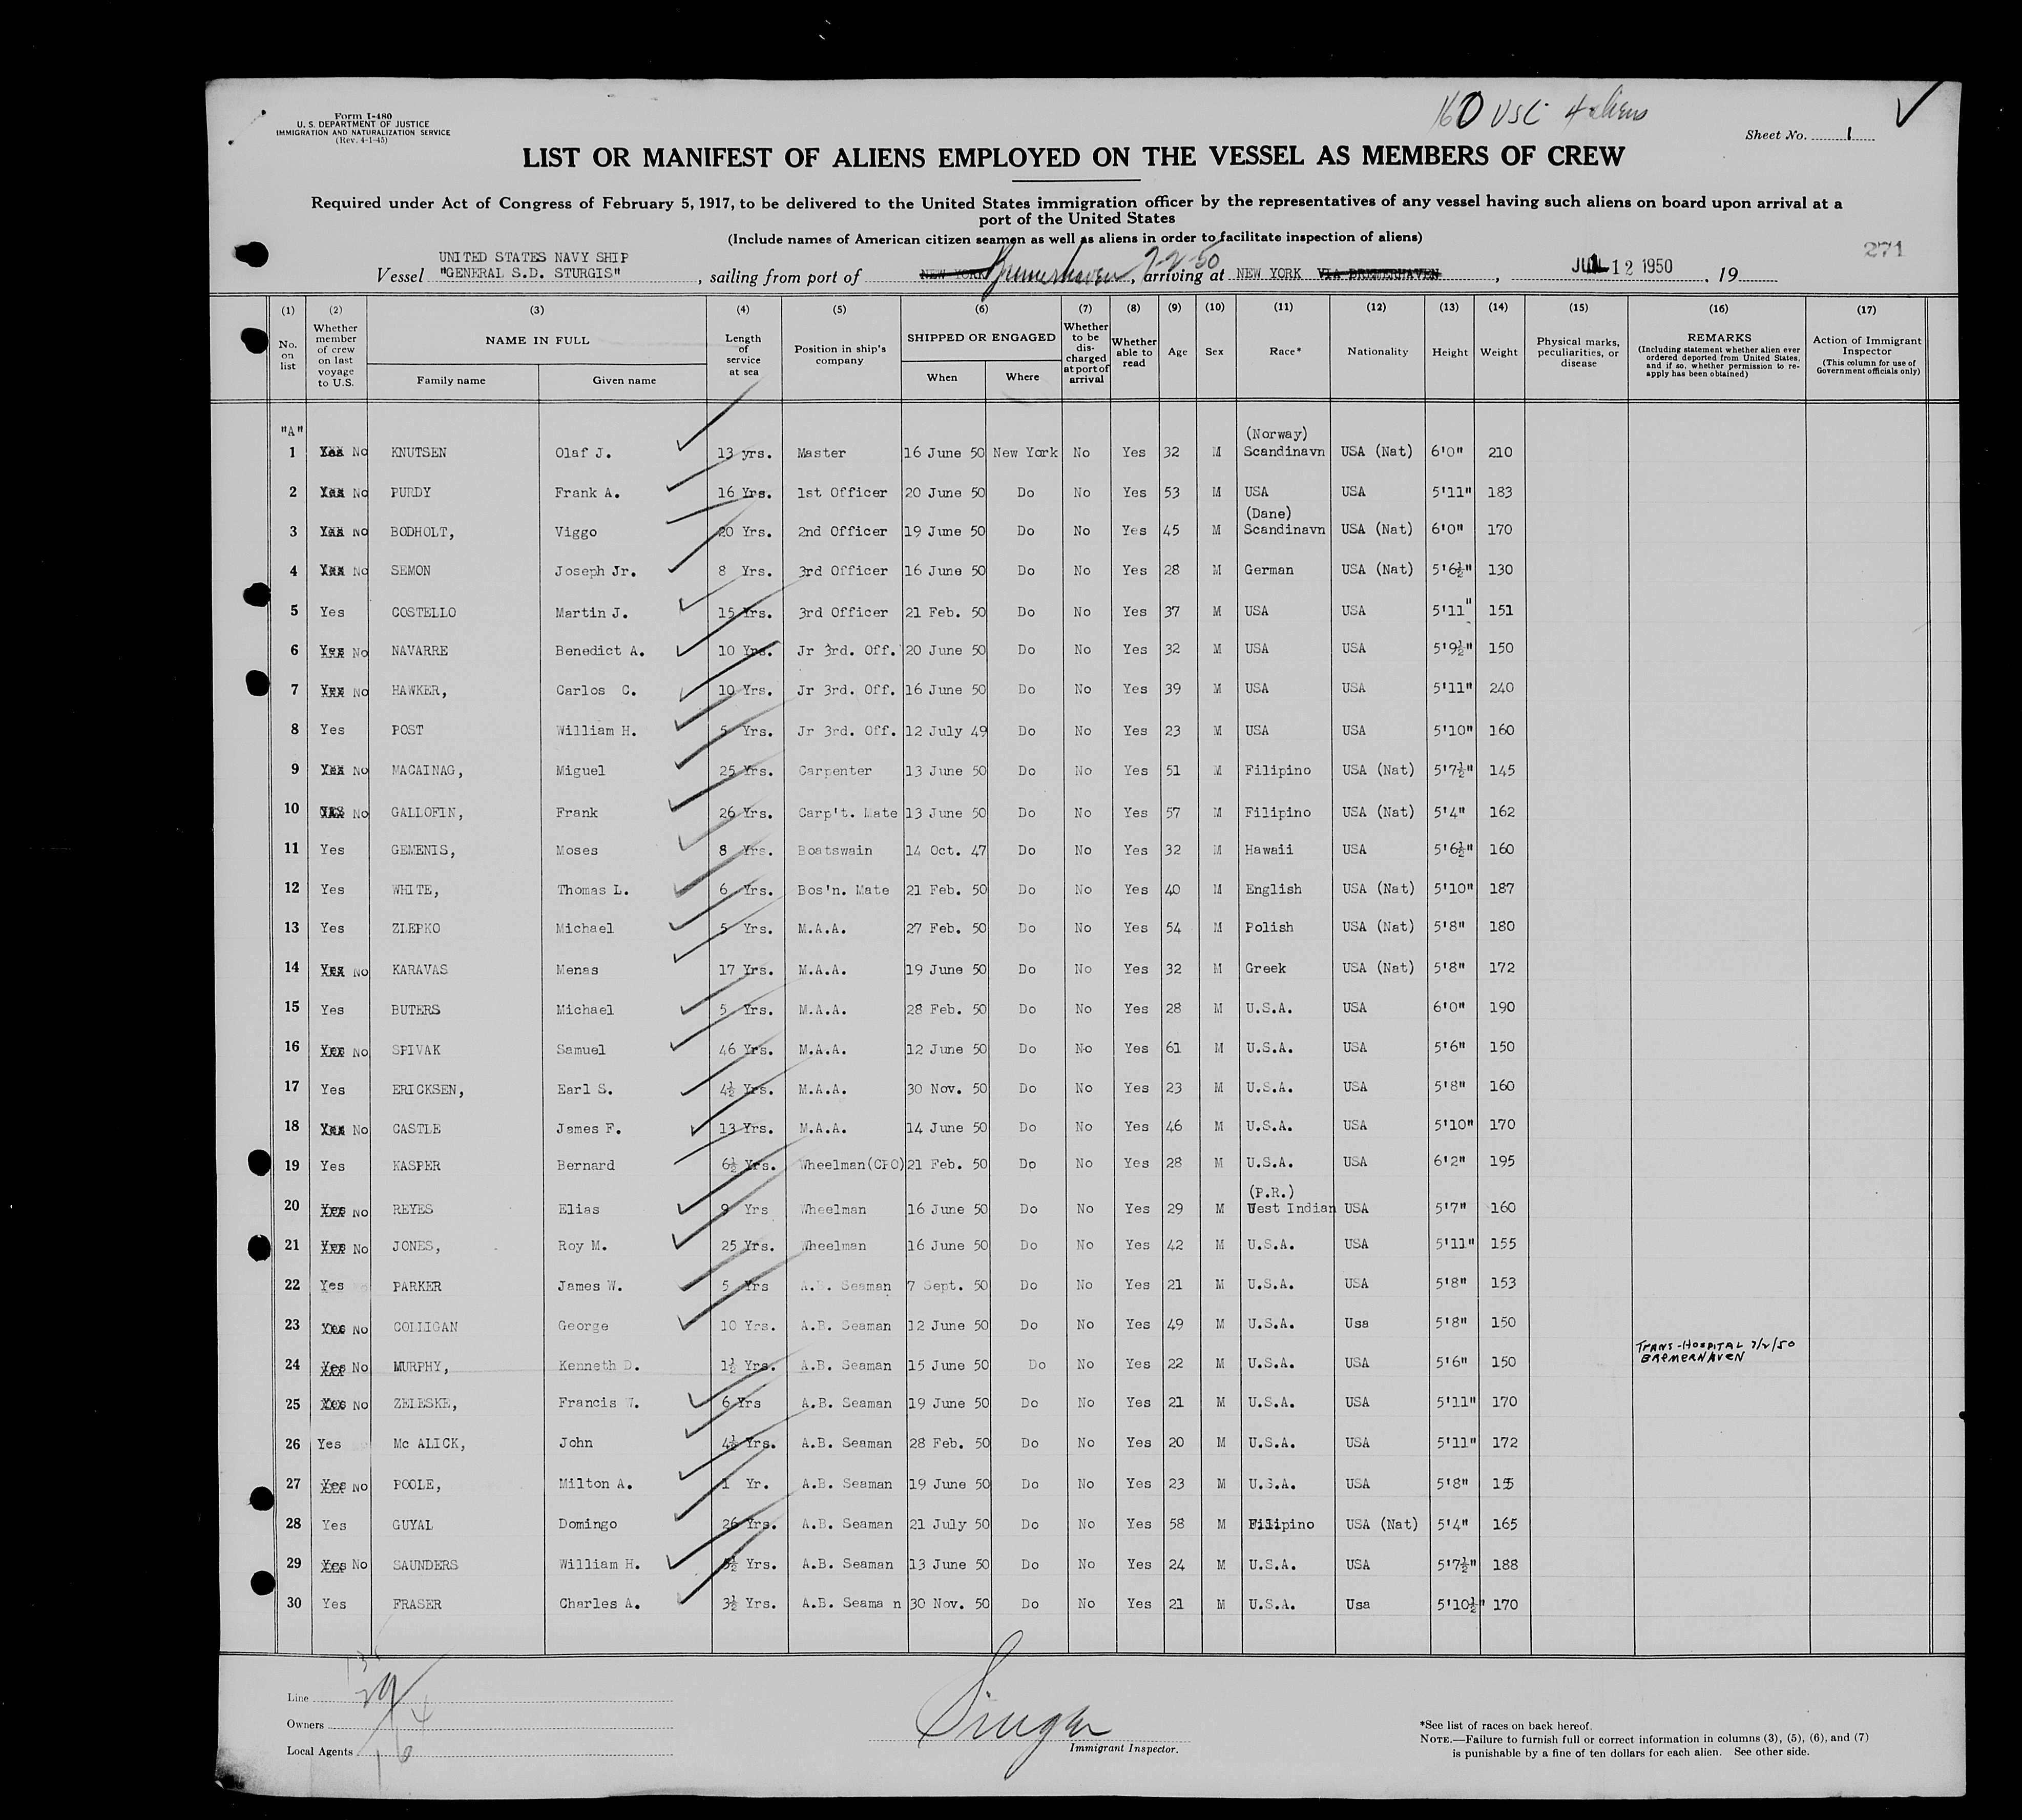 160 USC 4 aliens
Form I-480
U. S. DEPARTMENT OF JUSTICE
IMMIGRATION AND NATURALIZATION SERVICE
(Rev. 4-1-45)
Sheet No. 1
LIST OR MANIFEST OF ALIENS EMPLOYED ON THE VESSEL AS MEMBERS OF CREW
Required under Act of Congress of February 5, 1917, to be delivered to the United States immigration officer by the representatives of any vessel having such aliens on board upon arrival at a
port of the United States
(Include names of American citizen seamen as well as aliens in order to facilitate inspection of aliens)
271
UNITED STATES NAVY SHIP
Vessel "GENERAL S.D. STURGIS", sailing from port of NEW YORK Bremerhaven 7-2-50, arriving at NEW YORK VIA BREMERHAVEN, JUL 12 1950, 19
(1) (2) (3) (4) (5) (6) (7) (8) (9) (10) (11) (12) (13) (14) (15) (16) (17)
No. on list
Whether member of crew on last voyage to U.S.
NAME IN FULL
Family name Given name
Length of service at sea
Position in ship's company
SHIPPED OR ENGAGED
When Where
Whether to be discharged at port of arrival
Whether able to read
Age
Sex
Race*
Nationality
Height
Weight
Physical marks, peculiarities, or disease
REMARKS
(Including statement whether alien ever ordered deported from United States, and if so, whether permission to re-apply has been obtained)
Action of Immigrant Inspector
(This column for use of Government officials only)
"A"
(Norway)
1 Yes No KNUTSEN Olaf J. 13 yrs. Master 16 June 50 New York No Yes 32 M Scandinavn USA (Nat) 6'0" 210
2 Yes No PURDY Frank A. 16 Yrs. 1st Officer 20 June 50 Do No Yes 53 M USA USA 5'11" 183
(Dane)
3 Yes No BODHOLT, Viggo 20 Yrs. 2nd Officer 19 June 50 Do No Yes 45 M Scandinavn USA (Nat) 6'0" 170
4 Yes No SEMON Joseph Jr. 8 Yrs. 3rd Officer 16 June 50 Do No Yes 28 M German USA (Nat) 5'6½" 130
5 Yes COSTELLO Martin J. 15 Yrs. 3rd Officer 21 Feb. 50 Do No Yes 37 M USA USA 5'11" 151
6 Yes No NAVARRE Benedict A. 10 Yrs. Jr 3rd. Off. 20 June 50 Do No Yes 32 M USA USA 5'9½" 150
7 Yes No HAWKER, Carlos C. 10 Yrs. Jr 3rd. Off. 16 June 50 Do No Yes 39 M USA USA 5'11" 240
8 Yes POST William H. 5 Yrs. Jr 3rd. Off. 12 July 49 Do No Yes 23 M USA USA 5'10" 160
9 Yes No MACAINAG, Miguel 25 Yrs. Carpenter 13 June 50 Do No Yes 51 M Filipino USA (Nat) 5'7½" 145
10 Yes No GALLOFIN, Frank 26 Yrs. Carp't. Mate 13 June 50 Do No Yes 57 M Filipino USA (Nat) 5'4" 162
11 Yes GEMENIS, Moses 8 Yrs. Boatswain 14 Oct. 47 Do No Yes 32 M Hawaii USA 5'6½" 160
12 Yes WHITE, Thomas L. 6 Yrs. Bos'n. Mate 21 Feb. 50 Do No Yes 40 M English USA (Nat) 5'10" 187
13 Yes ZLEPKO Michael 5 Yrs. M.A.A. 27 Feb. 50 Do No Yes 54 M Polish USA (Nat) 5'8" 180
14 Yes No KARAVAS Menas 17 Yrs. M.A.A. 19 June 50 Do No Yes 32 M Greek USA (Nat) 5'8" 172
15 Yes BUTERS Michael 5 Yrs. M.A.A. 28 Feb. 50 Do No Yes 28 M U.S.A. USA 6'0" 190
16 Yes No SPIVAK Samuel 46 Yrs. M.A.A. 12 June 50 Do No Yes 61 M U.S.A. USA 5'6" 150
17 Yes ERICKSEN, Earl S. 4½ Yrs. M.A.A. 30 Nov. 50 Do No Yes 23 M U.S.A. USA 5'8" 160
18 Yes No CASTLE James F. 13 Yrs. M.A.A. 14 June 50 Do No Yes 46 M U.S.A. USA 5'10" 170
19 Yes KASPER Bernard 6½ Yrs. Wheelman(CPO) 21 Feb. 50 Do No Yes 28 M U.S.A. USA 6'2" 195
(P.R.)
20 Yes No REYES Elias 9 Yrs Wheelman 16 June 50 Do No Yes 29 M West Indian USA 5'7" 160
21 Yes No JONES, Roy M. 25 Yrs. Wheelman 16 June 50 Do No Yes 42 M U.S.A. USA 5'11" 155
22 Yes PARKER James W. 5 Yrs A.B. Seaman 7 Sept. 50 Do No Yes 21 M U.S.A. USA 5'8" 153
23 Yes No COLLIGAN George 10 Yrs. A.B. Seaman 12 June 50 Do No Yes 49 M U.S.A. Usa 5'8" 150
24 Yes No MURPHY, Kenneth D. 1½ Yrs. A.B. Seaman 15 June 50 Do No Yes 22 M U.S.A. USA 5'6" 150 TRANS-HOSPITAL 7/2/50
BREMERHAVEN
25 Yes No ZELESKE, Francis W. 6 Yrs A.B. Seaman 19 June 50 Do No Yes 21 M U.S.A. USA 5'11" 170
26 Yes Mc ALICK, John 4½ Yrs. A.B. Seaman 28 Feb. 50 Do No Yes 20 M U.S.A. USA 5'11" 172
27 Yes No POOLE, Milton A. 1 Yr. A.B. Seaman 19 June 50 Do No Yes 23 M U.S.A. USA 5'8"
28 Yes GUYAL Domingo 26 Yrs. A.B. Seaman 21 July 50 Do No Yes 58 M Filipino USA (Nat) 5'4" 165
29 Yes No SAUNDERS William H. 5½ Yrs. A.B. Seaman 13 June 50 Do No Yes 24 M U.S.A. USA 5'7½" 188
30 Yes FRASER Charles A. 3½ Yrs. A.B. Seama n 30 Nov. 50 Do No Yes 21 M U.S.A. Usa 5'10½" 170
Line
29
Owners
Local Agents
Singer
Immigrant Inspector.
*See list of races on back hereof.
NOTE.—Failure to furnish full or correct information in columns (3), (5), (6), and (7)
is punishable by a fine of ten dollars for each alien. See other side.